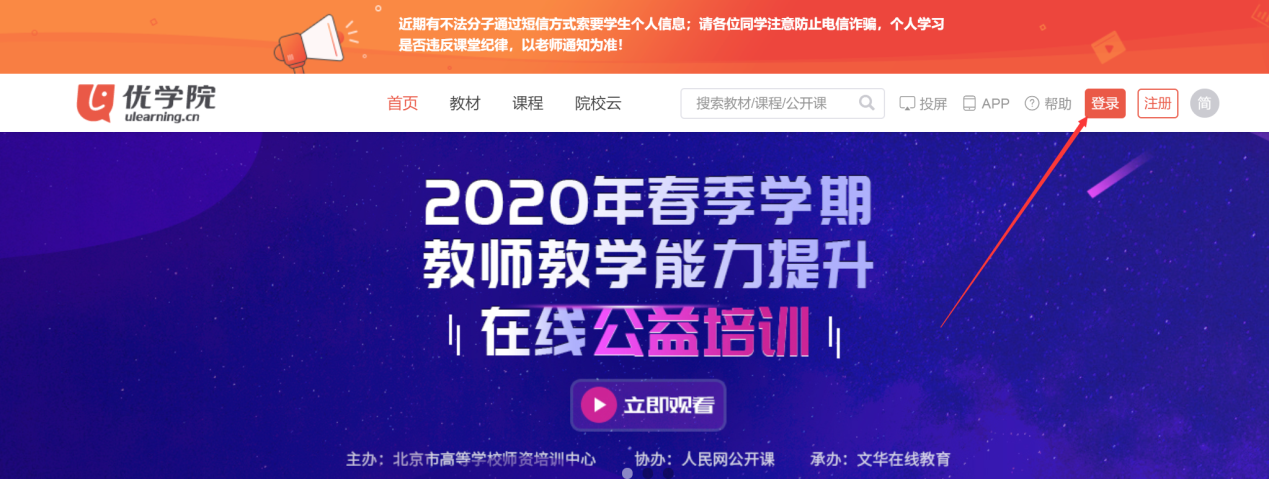 近期有不法分子通过短信方式索要学生个人信息；请各位同学注意防止电信诈骗，个人学习
是否违反课堂纪律，以老师通知为准！
优学院
ulearning.cn
首页 教材 课程 院校云 搜索教材/课程/公开课 投屏 APP 帮助 登录 注册 简
2020年春季学期
教师教学能力提升
在线公益培训
立即观看
主办：北京市高等学校师资培训中心 协办：人民网公开课 承办：文华在线教育